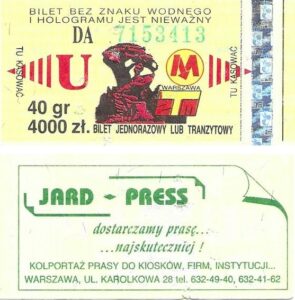 BILET BEZ ZNAKU WODNEGO
I HOLOGRAMU JEST NIEWAŻNY
DA 7153413
TU KASOWAĆ
U
M
WARSZAWA
ZTM
TU KASOWAĆ
40 gr
4000 zł. BILET JEDNORAZOWY LUB TRANZYTOWY
JARD - PRESS
dostarczamy prasę...
...najskuteczniej !
KOLPORTAŻ PRASY DO KIOSKÓW, FIRM, INSTYTUCJI...
WARSZAWA, UL. KAROLKOWA 28 tel. 632-49-40, 632-41-62